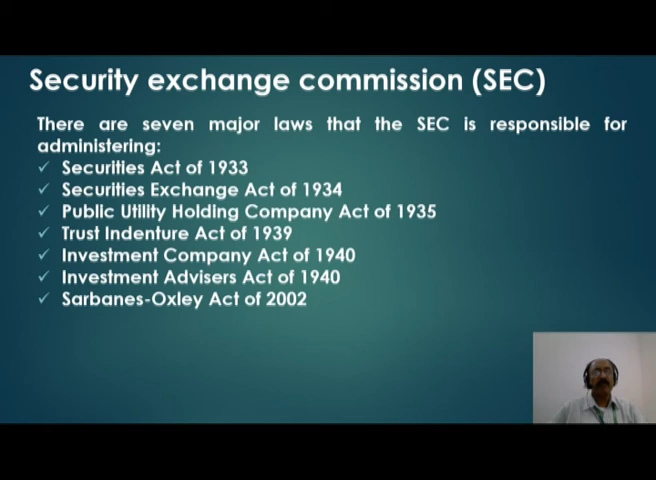 Security exchange commission (SEC)
There are seven major laws that the SEC is responsible for
administering:
✓ Securities Act of 1933
✓ Securities Exchange Act of 1934
✓ Public Utility Holding Company Act of 1935
✓ Trust Indenture Act of 1939
✓ Investment Company Act of 1940
✓ Investment Advisers Act of 1940
✓ Sarbanes-Oxley Act of 2002